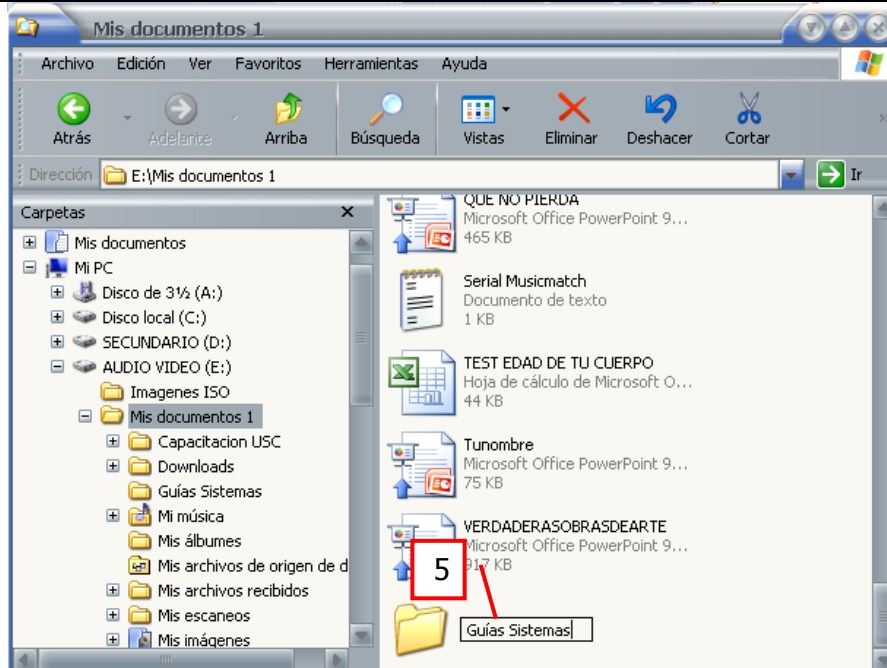 Mis documentos 1
Archivo Edición Ver Favoritos Herramientas Ayuda
Atrás Adelante Arriba Búsqueda Vistas Eliminar Deshacer Cortar
Dirección E:\Mis documentos 1 Ir
Carpetas x
Mis documentos
Mi PC
Disco de 3½ (A:)
Disco local (C:)
SECUNDARIO (D:)
AUDIO VIDEO (E:)
Imagenes ISO
Mis documentos 1
Capacitacion USC
Downloads
Guías Sistemas
Mi música
Mis álbumes
Mis archivos de origen de d
Mis archivos recibidos
Mis escaneos
Mis imágenes
QUE NO PIERDA
Microsoft Office PowerPoint 9...
465 KB
Serial Musicmatch
Documento de texto
1 KB
TEST EDAD DE TU CUERPO
Hoja de cálculo de Microsoft O...
44 KB
Tunombre
Microsoft Office PowerPoint 9...
75 KB
VERDADERASOBRASDEARTE
Microsoft Office PowerPoint 9...
917 KB
5
Guías Sistemas